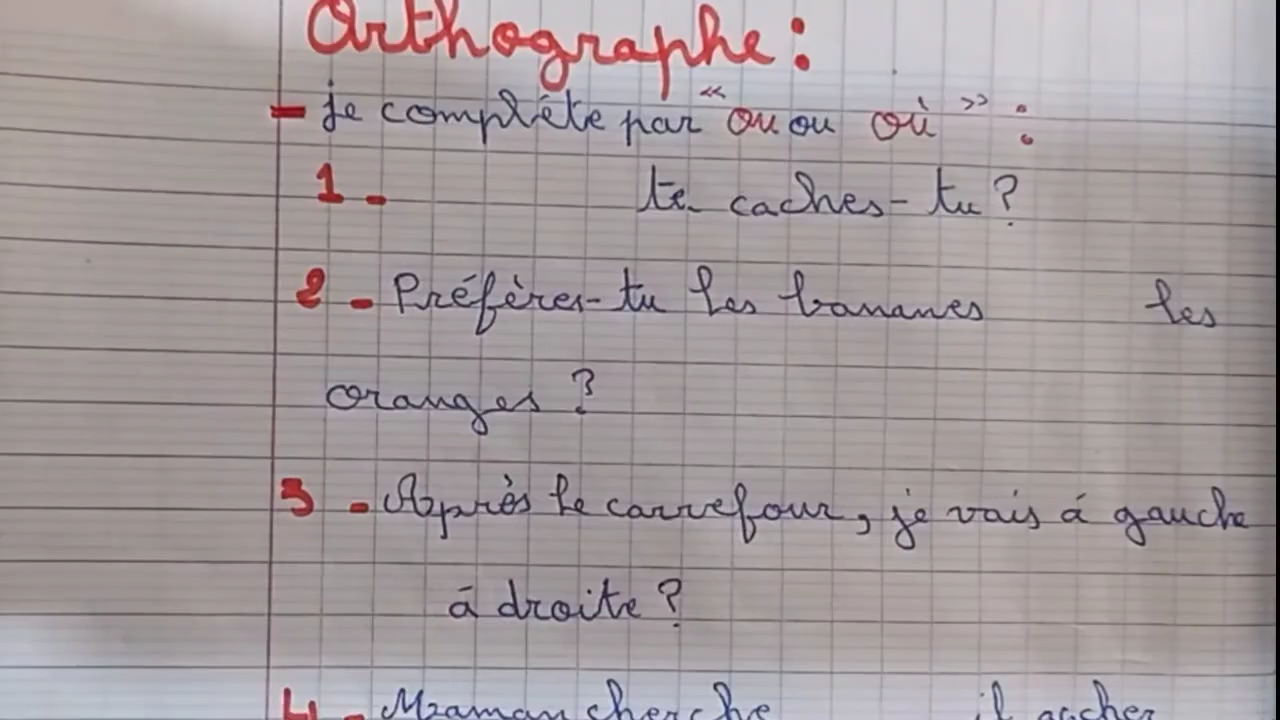 Orthographe :
- je complète par " ou ou où " :
1 - te caches-tu ?
2 - Préfères-tu les bananes les
oranges ?
3 - Après le carrefour, je vais à gauche
à droite ?
4 - Maman cherche il